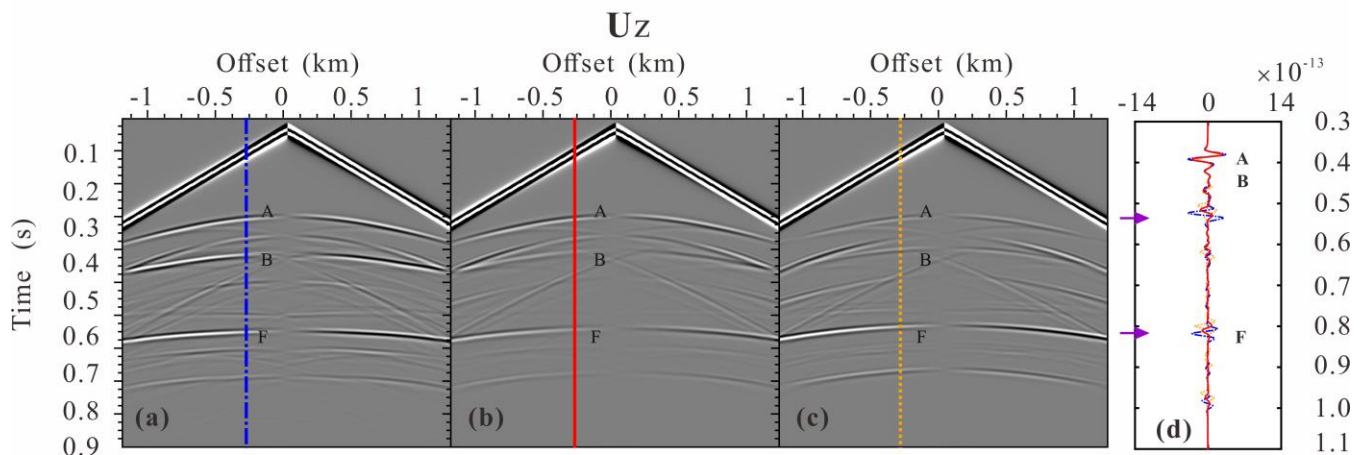 Uz
Offset (km) Offset (km) Offset (km) ×10⁻¹³
-1 -0.5 0 0.5 1 -1 -0.5 0 0.5 1 -1 -0.5 0 0.5 1 -14 0 14
Time (s)
0.1
0.2
0.3
0.4
0.5
0.6
0.7
0.8
0.9
A
B
F
(a)
A
B
F
(b)
A
B
F
(c)
A
B
F
(d)
0.3
0.4
0.5
0.6
0.7
0.8
0.9
1.0
1.1